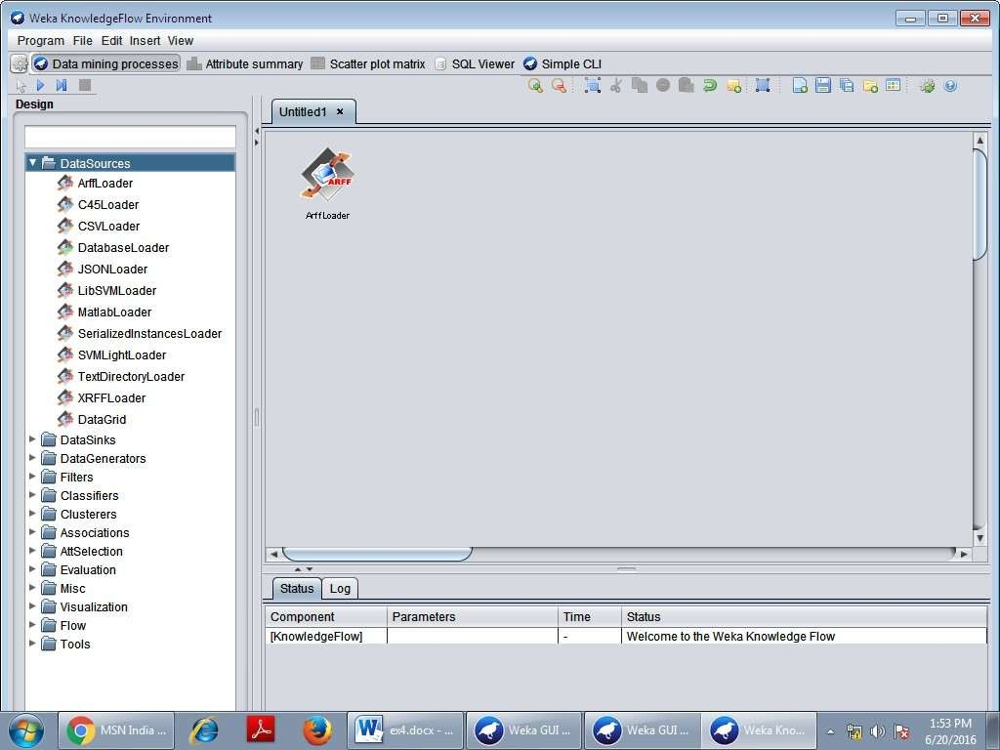 Weka KnowledgeFlow Environment
Program File Edit Insert View
Data mining processes Attribute summary Scatter plot matrix SQL Viewer Simple CLI
Design
Untitled1
DataSources
ArffLoader
C45Loader
CSVLoader
DatabaseLoader
JSONLoader
LibSVMLoader
MatlabLoader
SerializedInstancesLoader
SVMLightLoader
TextDirectoryLoader
XRFFLoader
DataGrid
DataSinks
DataGenerators
Filters
Classifiers
Clusterers
Associations
AttSelection
Evaluation
Misc
Visualization
Flow
Tools
ARFF
ArffLoader
Status Log
Component Parameters Time Status
[KnowledgeFlow] - Welcome to the Weka Knowledge Flow
MSN India ... ex4.docx - ... Weka GUI ... Weka GUI ... Weka Kno...
1:53 PM
6/20/2016